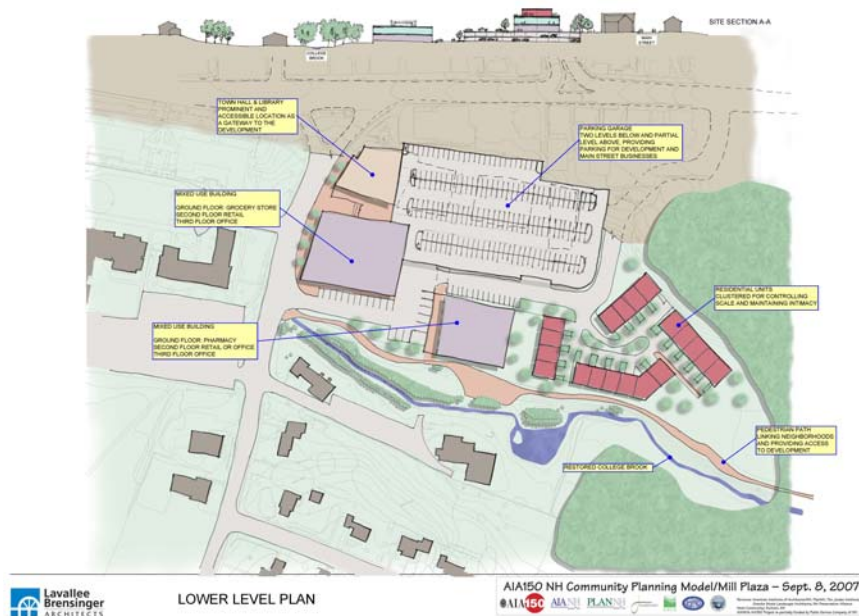 SITE SECTION A-A
COLLEGE
BROOK
MAIN
STREET
TOWN HALL & LIBRARY
PROMINENT AND
ACCESSIBLE LOCATION AS
A GATEWAY TO THE
DEVELOPMENT
PARKING GARAGE
TWO LEVELS BELOW AND PARTIAL
LEVEL ABOVE, PROVIDING
PARKING FOR DEVELOPMENT AND
MAIN STREET BUSINESSES
MIXED USE BUILDING
GROUND FLOOR: GROCERY STORE
SECOND FLOOR RETAIL
THIRD FLOOR OFFICE
RESIDENTIAL UNITS
CLUSTERED FOR CONTROLLING
SCALE AND MAINTAINING INTIMACY
MIXED USE BUILDING
GROUND FLOOR: PHARMACY
SECOND FLOOR RETAIL OR OFFICE
THIRD FLOOR OFFICE
PEDESTRIAN PATH
LINKING NEIGHBORHOODS
AND PROVIDING ACCESS
TO DEVELOPMENT
RESTORED COLLEGE BROOK
Lavallee
Brensinger
ARCHITECTS
LOWER LEVEL PLAN
AIA150 NH Community Planning Model/Mill Plaza – Sept. 8, 2007
AIA150
AIA NH
PLAN NH